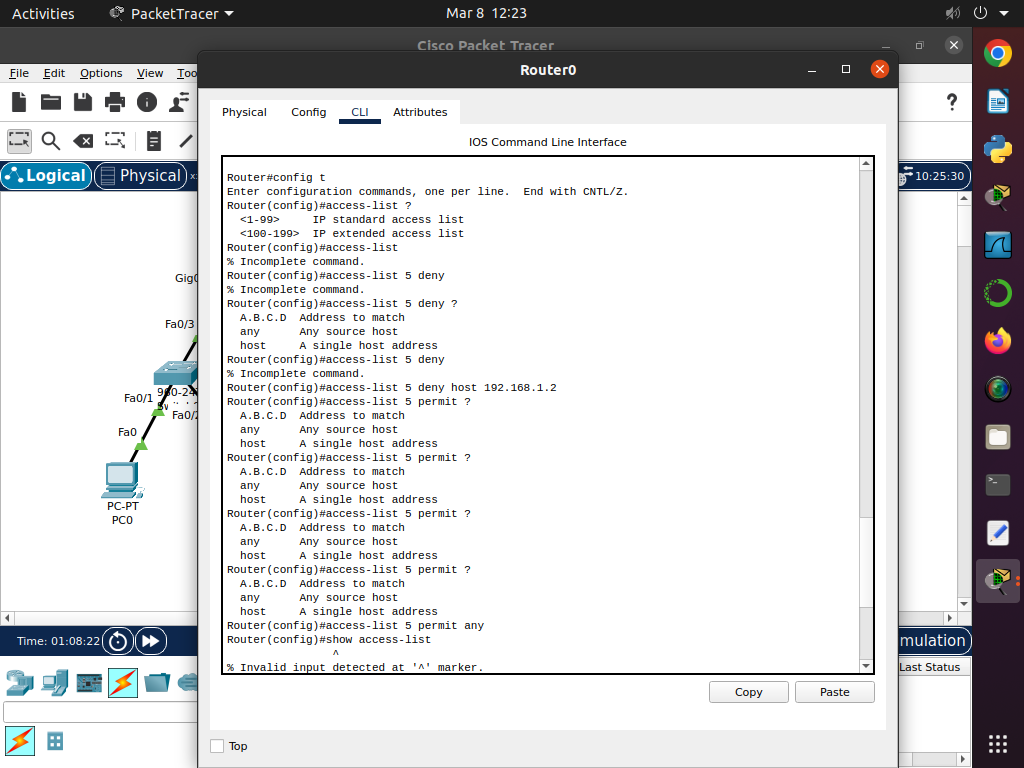 Activities
PacketTracer
Mar 8 12:23
Cisco Packet Tracer
File Edit Options View Too
Router0
Physical Config CLI Attributes
IOS Command Line Interface
Logical
Physical
10:25:30
Router#config t
Enter configuration commands, one per line.  End with CNTL/Z.
Router(config)#access-list ?
  <1-99>     IP standard access list
  <100-199>  IP extended access list
Router(config)#access-list
% Incomplete command.
Router(config)#access-list 5 deny
% Incomplete command.
Router(config)#access-list 5 deny ?
  A.B.C.D  Address to match
  any      Any source host
  host     A single host address
Router(config)#access-list 5 deny
% Incomplete command.
Router(config)#access-list 5 deny host 192.168.1.2
Router(config)#access-list 5 permit ?
  A.B.C.D  Address to match
  any      Any source host
  host     A single host address
Router(config)#access-list 5 permit ?
  A.B.C.D  Address to match
  any      Any source host
  host     A single host address
Router(config)#access-list 5 permit ?
  A.B.C.D  Address to match
  any      Any source host
  host     A single host address
Router(config)#access-list 5 permit ?
  A.B.C.D  Address to match
  any      Any source host
  host     A single host address
Router(config)#access-list 5 permit any
Router(config)#show access-list
                ^
% Invalid input detected at '^' marker.
Gig0
Fa0/3
Fa0/1
Fa0/2
Fa0
PC-PT
PC0
Copy
Paste
Top
Time: 01:08:22
mulation
Last Status